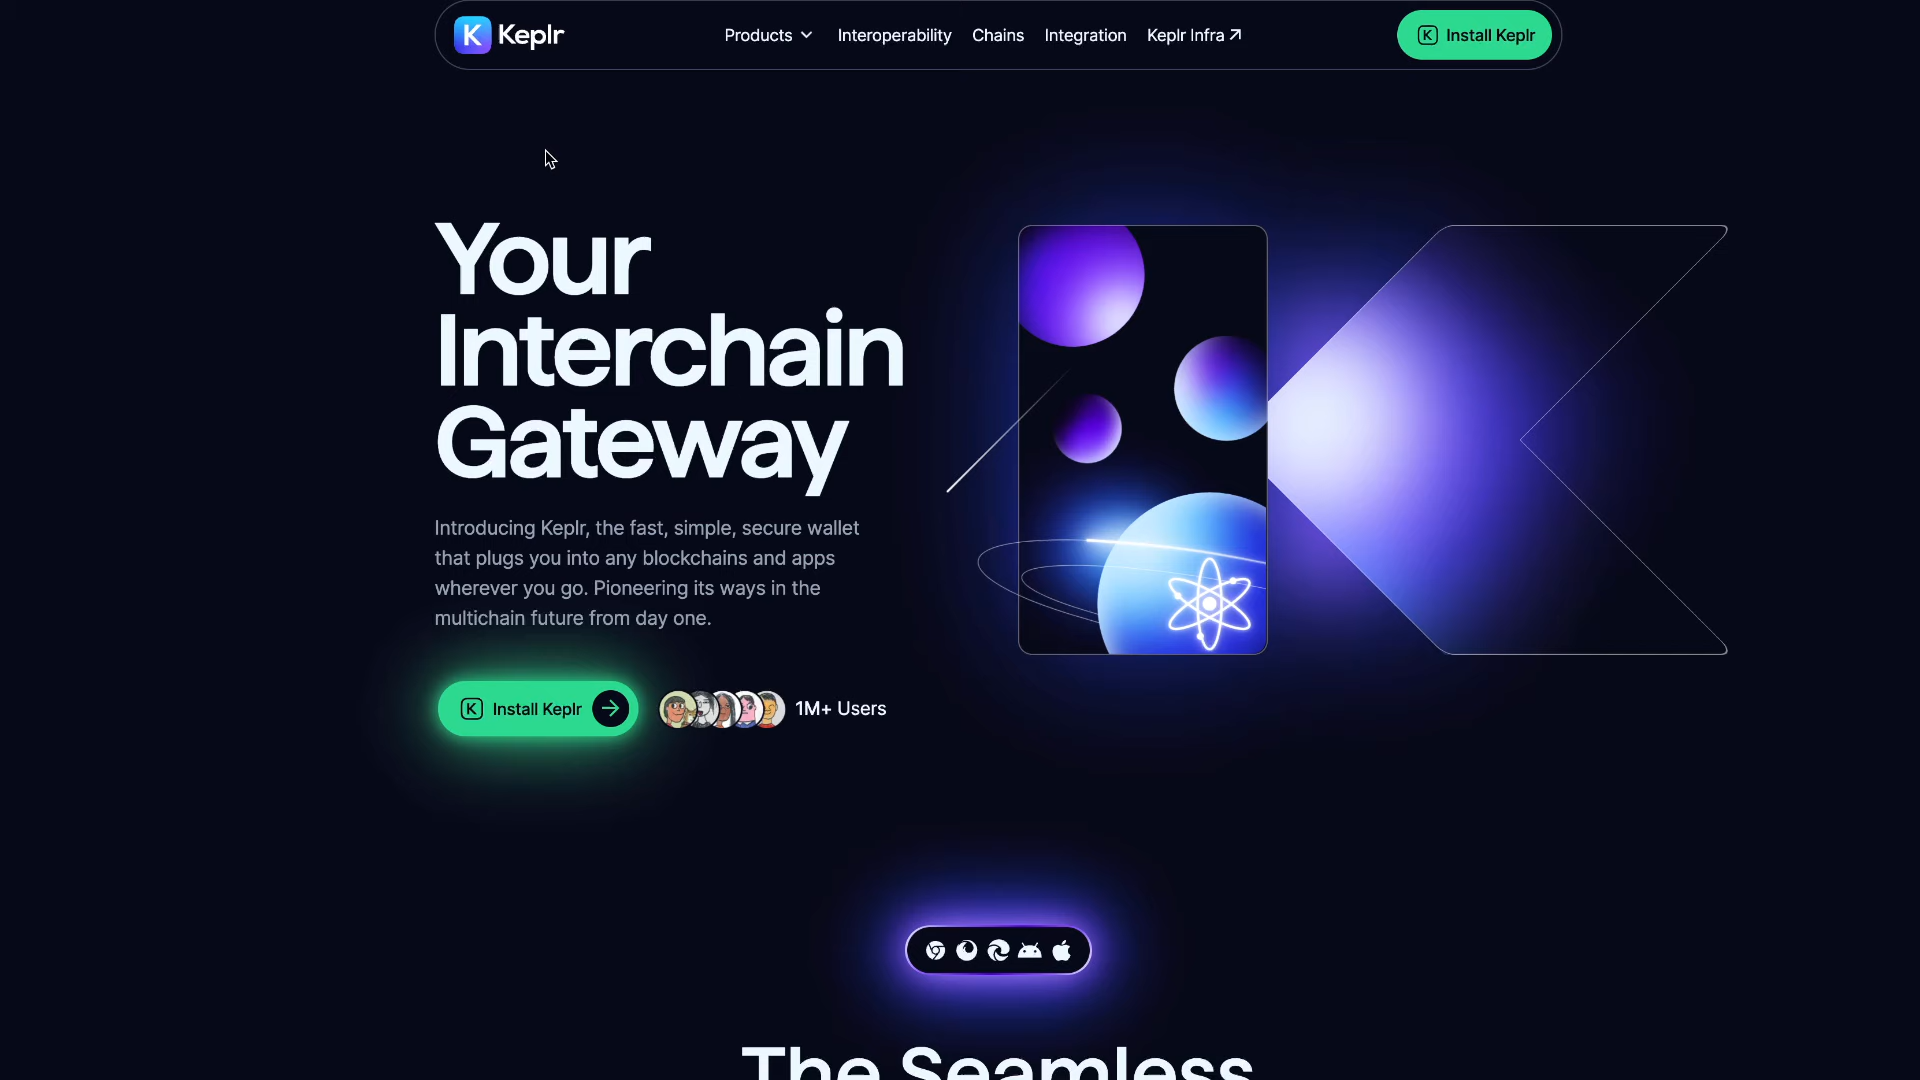 Keplr
Products
Interoperability
Chains
Integration
Keplr Infra
K Install Keplr
Your
Interchain
Gateway
Introducing Keplr, the fast, simple, secure wallet
that plugs you into any blockchains and apps
wherever you go. Pioneering its ways in the
multichain future from day one.
K Install Keplr
1M+ Users
The Seamless